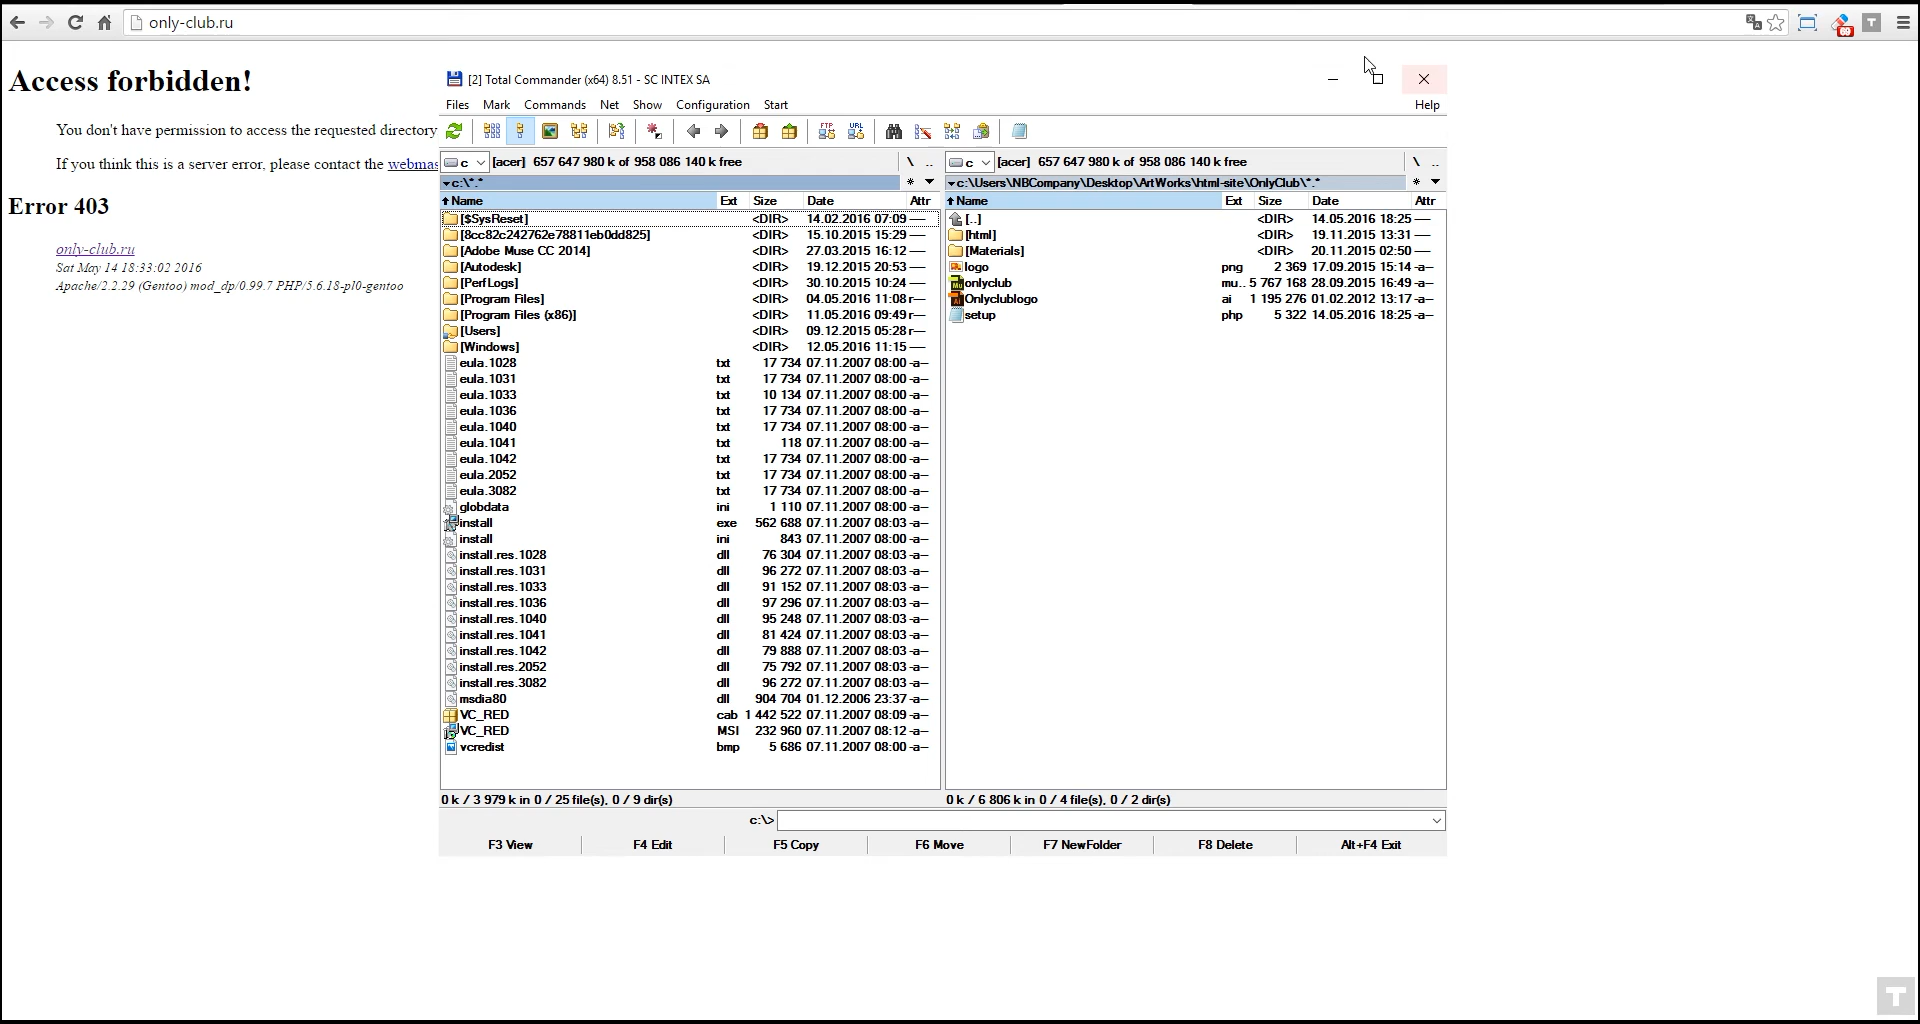 only-club.ru
69
T
Access forbidden!
You don't have permission to access the requested directory
If you think this is a server error, please contact the webmas
Error 403
only-club.ru
Sat May 14 18:33:02 2016
Apache/2.2.29 (Gentoo) mod_dp/0.99.7 PHP/5.6.18-pl0-gentoo
[2] Total Commander (x64) 8.51 - SC INTEX SA
Files Mark Commands Net Show Configuration Start Help
FTP URL
c [acer] 657 647 980 k of 958 086 140 k free \ ..
c:\*.* *
Name Ext Size Date Attr
[$SysReset] <DIR> 14.02.2016 07:09 ----
[8cc82c242762e78811eb0dd825] <DIR> 15.10.2015 15:29 ----
[Adobe Muse CC 2014] <DIR> 27.03.2015 16:12 ----
[Autodesk] <DIR> 19.12.2015 20:53 ----
[PerfLogs] <DIR> 30.10.2015 10:24 ----
[Program Files] <DIR> 04.05.2016 11:08 r---
[Program Files (x86)] <DIR> 11.05.2016 09:49 r---
[Users] <DIR> 09.12.2015 05:28 r---
[Windows] <DIR> 12.05.2016 11:15 ----
eula.1028 txt 17 734 07.11.2007 08:00 -a--
eula.1031 txt 17 734 07.11.2007 08:00 -a--
eula.1033 txt 10 134 07.11.2007 08:00 -a--
eula.1036 txt 17 734 07.11.2007 08:00 -a--
eula.1040 txt 17 734 07.11.2007 08:00 -a--
eula.1041 txt 118 07.11.2007 08:00 -a--
eula.1042 txt 17 734 07.11.2007 08:00 -a--
eula.2052 txt 17 734 07.11.2007 08:00 -a--
eula.3082 txt 17 734 07.11.2007 08:00 -a--
globdata ini 1 110 07.11.2007 08:00 -a--
install exe 562 688 07.11.2007 08:03 -a--
install ini 843 07.11.2007 08:00 -a--
install.res.1028 dll 76 304 07.11.2007 08:03 -a--
install.res.1031 dll 96 272 07.11.2007 08:03 -a--
install.res.1033 dll 91 152 07.11.2007 08:03 -a--
install.res.1036 dll 97 296 07.11.2007 08:03 -a--
install.res.1040 dll 95 248 07.11.2007 08:03 -a--
install.res.1041 dll 81 424 07.11.2007 08:03 -a--
install.res.1042 dll 79 888 07.11.2007 08:03 -a--
install.res.2052 dll 75 792 07.11.2007 08:03 -a--
install.res.3082 dll 96 272 07.11.2007 08:03 -a--
msdia80 dll 904 704 01.12.2006 23:37 -a--
VC_RED cab 1 442 522 07.11.2007 08:09 -a--
VC_RED MSI 232 960 07.11.2007 08:12 -a--
vcredist bmp 5 686 07.11.2007 08:00 -a--
0 k / 3 979 k in 0 / 25 file(s), 0 / 9 dir(s)
c [acer] 657 647 980 k of 958 086 140 k free \ ..
c:\Users\NBCompany\Desktop\ArtWorks\html-site\OnlyClub\*.* *
Name Ext Size Date Attr
[..] <DIR> 14.05.2016 18:25 ----
[html] <DIR> 19.11.2015 13:31 ----
[Materials] <DIR> 20.11.2015 02:50 ----
logo png 2 369 17.09.2015 15:14 -a--
onlyclub mu.. 5 767 168 28.09.2015 16:49 -a--
Onlyclublogo ai 1 195 276 01.02.2012 13:17 -a--
setup php 5 322 14.05.2016 18:25 -a--
0 k / 6 806 k in 0 / 4 file(s), 0 / 2 dir(s)
c:\>
F3 View F4 Edit F5 Copy F6 Move F7 NewFolder F8 Delete Alt+F4 Exit
T